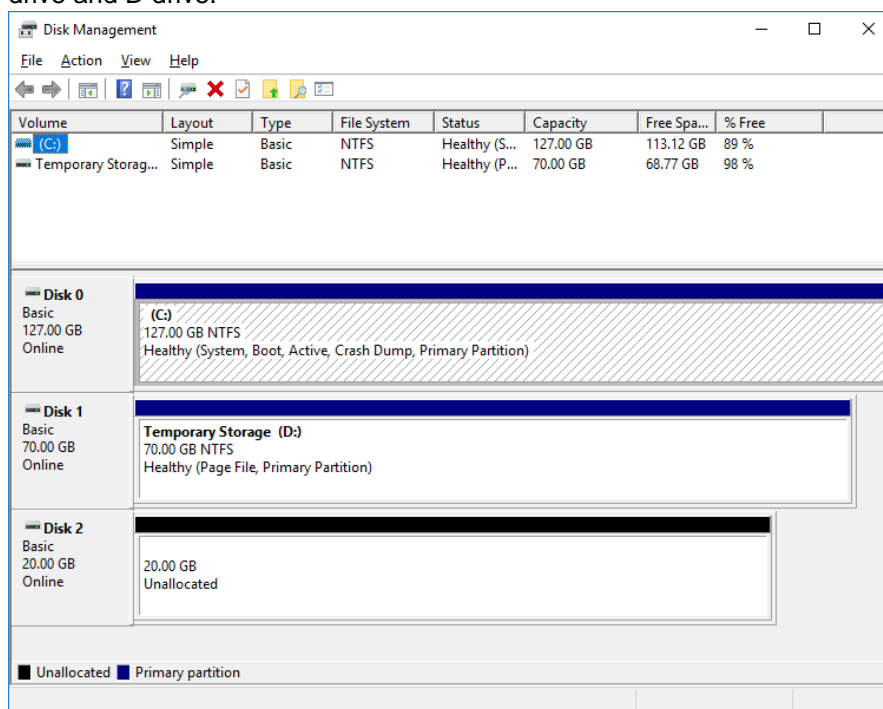 drive and D drive.
Disk Management
File Action View Help
Volume Layout Type File System Status Capacity Free Spa... % Free
(C:) Simple Basic NTFS Healthy (S... 127.00 GB 113.12 GB 89 %
Temporary Storag... Simple Basic NTFS Healthy (P... 70.00 GB 68.77 GB 98 %
Disk 0
Basic
127.00 GB
Online
(C:)
127.00 GB NTFS
Healthy (System, Boot, Active, Crash Dump, Primary Partition)
Disk 1
Basic
70.00 GB
Online
Temporary Storage (D:)
70.00 GB NTFS
Healthy (Page File, Primary Partition)
Disk 2
Basic
20.00 GB
Online
20.00 GB
Unallocated
Unallocated Primary partition